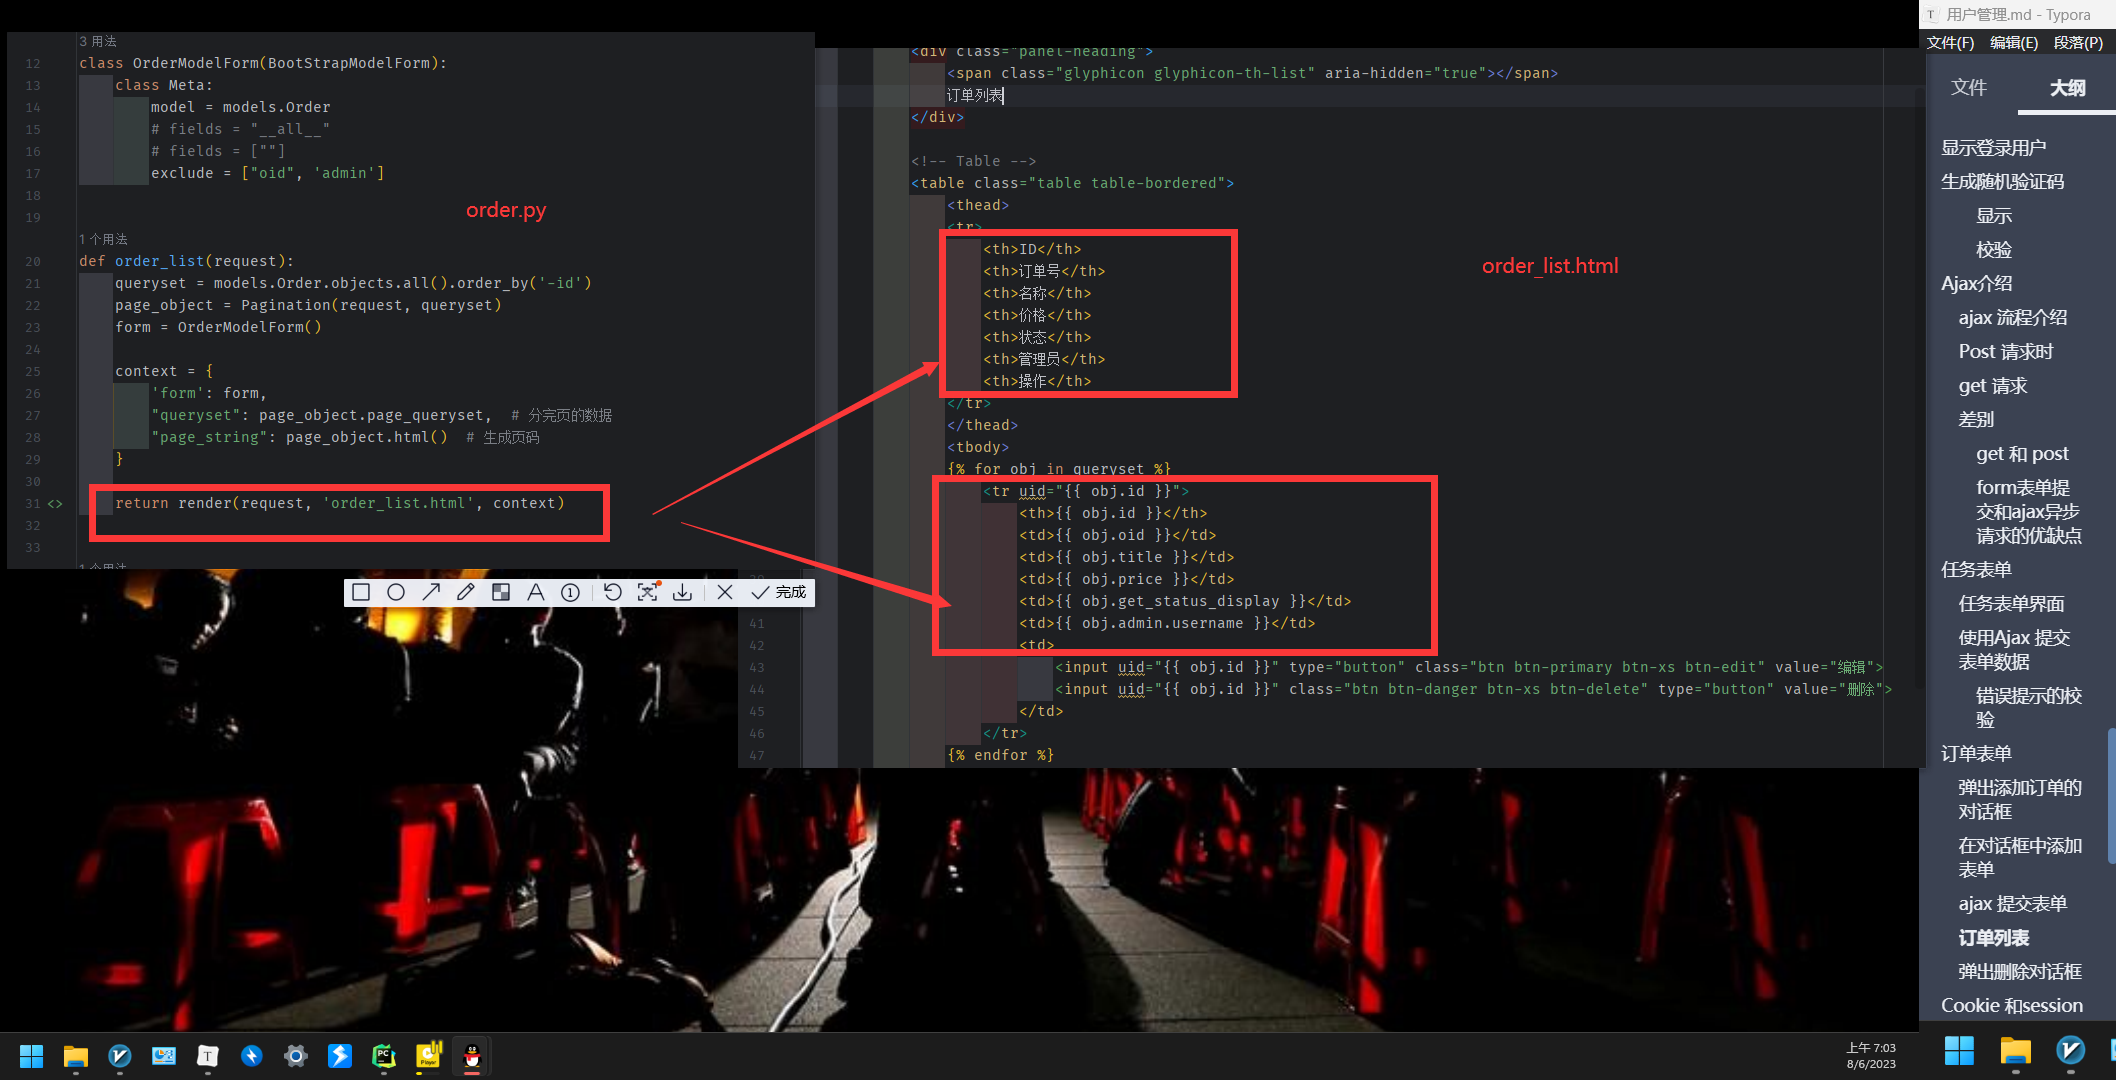 3 用法
12 class OrderModelForm(BootStrapModelForm):
13 class Meta:
14 model = models.Order
15 # fields = "__all__"
16 # fields = [""]
17 exclude = ["oid", 'admin']
18
19
order.py
1 个用法
20 def order_list(request):
21 queryset = models.Order.objects.all().order_by('-id')
22 page_object = Pagination(request, queryset)
23 form = OrderModelForm()
24
25 context = {
26 'form': form,
27 "queryset": page_object.page_queryset,  # 分完页的数据
28 "page_string": page_object.html()  # 生成页码
29 }
30
31 <> return render(request, 'order_list.html', context)
32
33
1 个用法
完成
<div class="panel-heading">
<span class="glyphicon glyphicon-th-list" aria-hidden="true"></span>
订单列表
</div>
<!-- Table -->
<table class="table table-bordered">
<thead>
<tr>
<th>ID</th>
<th>订单号</th>
<th>名称</th>
<th>价格</th>
<th>状态</th>
<th>管理员</th>
<th>操作</th>
</tr>
</thead>
<tbody>
{% for obj in queryset %}
<tr uid="{{ obj.id }}">
<th>{{ obj.id }}</th>
<td>{{ obj.oid }}</td>
<td>{{ obj.title }}</td>
<td>{{ obj.price }}</td>
<td>{{ obj.get_status_display }}</td>
41 <td>{{ obj.admin.username }}</td>
42 <td>
43 <input uid="{{ obj.id }}" type="button" class="btn btn-primary btn-xs btn-edit" value="编辑">
44 <input uid="{{ obj.id }}" class="btn btn-danger btn-xs btn-delete" type="button" value="删除">
45 </td>
46 </tr>
47 {% endfor %}
order_list.html
T 用户管理.md - Typora
文件(F) 编辑(E) 段落(P)
文件 大纲
显示登录用户
生成随机验证码
显示
校验
Ajax介绍
ajax 流程介绍
Post 请求时
get 请求
差别
get 和 post
form表单提
交和ajax异步
请求的优缺点
任务表单
任务表单界面
使用Ajax 提交
表单数据
错误提示的校
验
订单表单
弹出添加订单的
对话框
在对话框中添加
表单
ajax 提交表单
订单列表
弹出删除对话框
Cookie 和session
上午 7:03
8/6/2023